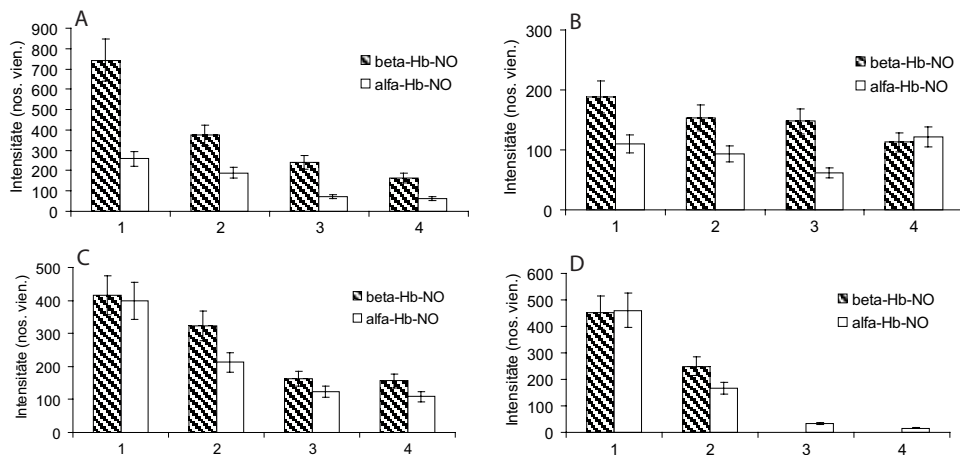 A
Intensitāte (nos. vien.)
900
800
700
600
500
400
300
200
100
0
beta-Hb-NO
alfa-Hb-NO
1 2 3 4
B
Intensitāte (nos. vien.)
300
200
100
0
beta-Hb-NO
alfa-Hb-NO
1 2 3 4
C
Intensitāte (nos. vien.)
500
400
300
200
100
0
beta-Hb-NO
alfa-Hb-NO
1 2 3 4
D
Intensitāte (nos. vien.)
600
500
400
300
200
100
0
beta-Hb-NO
alfa-Hb-NO
1 2 3 4